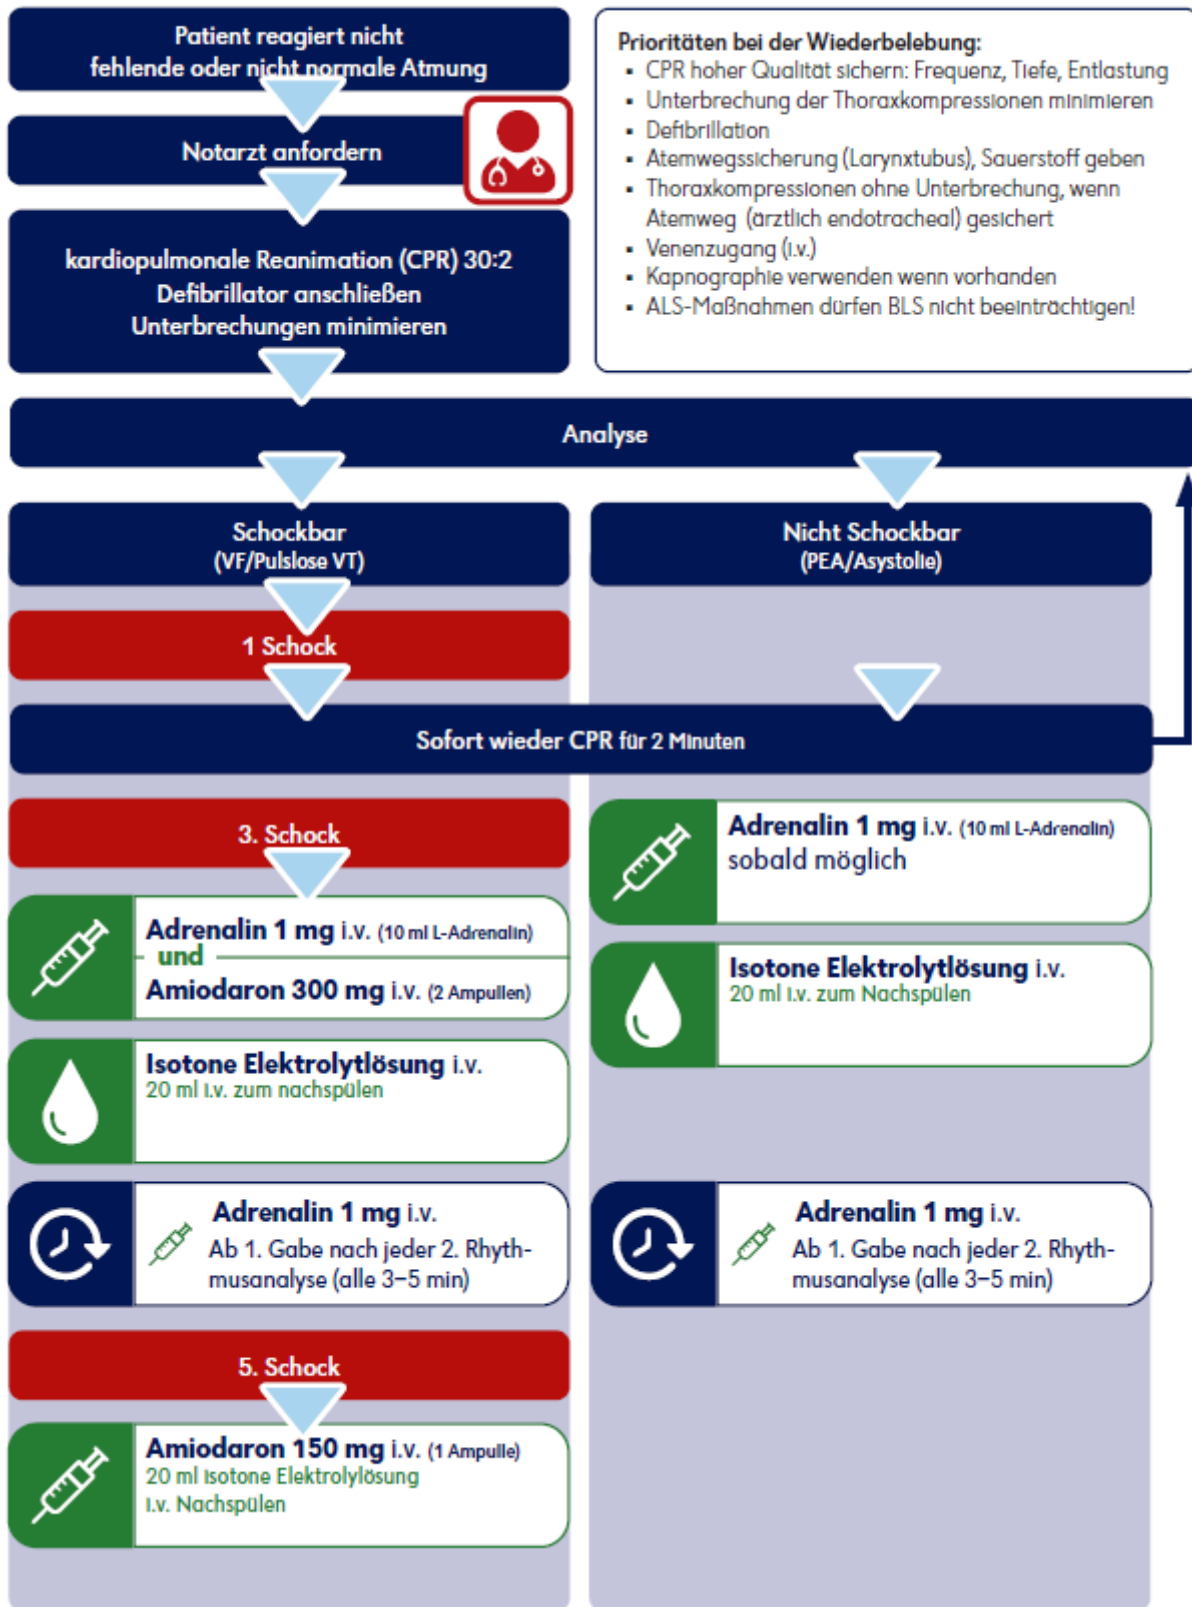 Patient reagiert nicht
fehlende oder nicht normale Atmung
Notarzt anfordern
kardiopulmonale Reanimation (CPR) 30:2
Defibrillator anschließen
Unterbrechungen minimieren
Prioritäten bei der Wiederbelebung:
▪ CPR hoher Qualität sichern: Frequenz, Tiefe, Entlastung
▪ Unterbrechung der Thoraxkompressionen minimieren
▪ Defibrillation
▪ Atemwegssicherung (Larynxtubus), Sauerstoff geben
▪ Thoraxkompressionen ohne Unterbrechung, wenn
Atemweg (ärztlich endotracheal) gesichert
▪ Venenzugang (i.v.)
▪ Kapnographie verwenden wenn vorhanden
▪ ALS-Maßnahmen dürfen BLS nicht beeinträchtigen!
Analyse
Schockbar
(VF/Pulslose VT)
Nicht Schockbar
(PEA/Asystolie)
1 Schock
Sofort wieder CPR für 2 Minuten
3. Schock
Adrenalin 1 mg i.v. (10 ml L-Adrenalin)
und
Amiodaron 300 mg i.v. (2 Ampullen)
Isotone Elektrolytlösung i.v.
20 ml i.v. zum nachspülen
Adrenalin 1 mg i.v.
Ab 1. Gabe nach jeder 2. Rhyth-
musanalyse (alle 3–5 min)
5. Schock
Amiodaron 150 mg i.v. (1 Ampulle)
20 ml Isotone Elektrolylösung
i.v. Nachspülen
Adrenalin 1 mg i.v. (10 ml L-Adrenalin)
sobald möglich
Isotone Elektrolytlösung i.v.
20 ml i.v. zum Nachspülen
Adrenalin 1 mg i.v.
Ab 1. Gabe nach jeder 2. Rhyth-
musanalyse (alle 3–5 min)